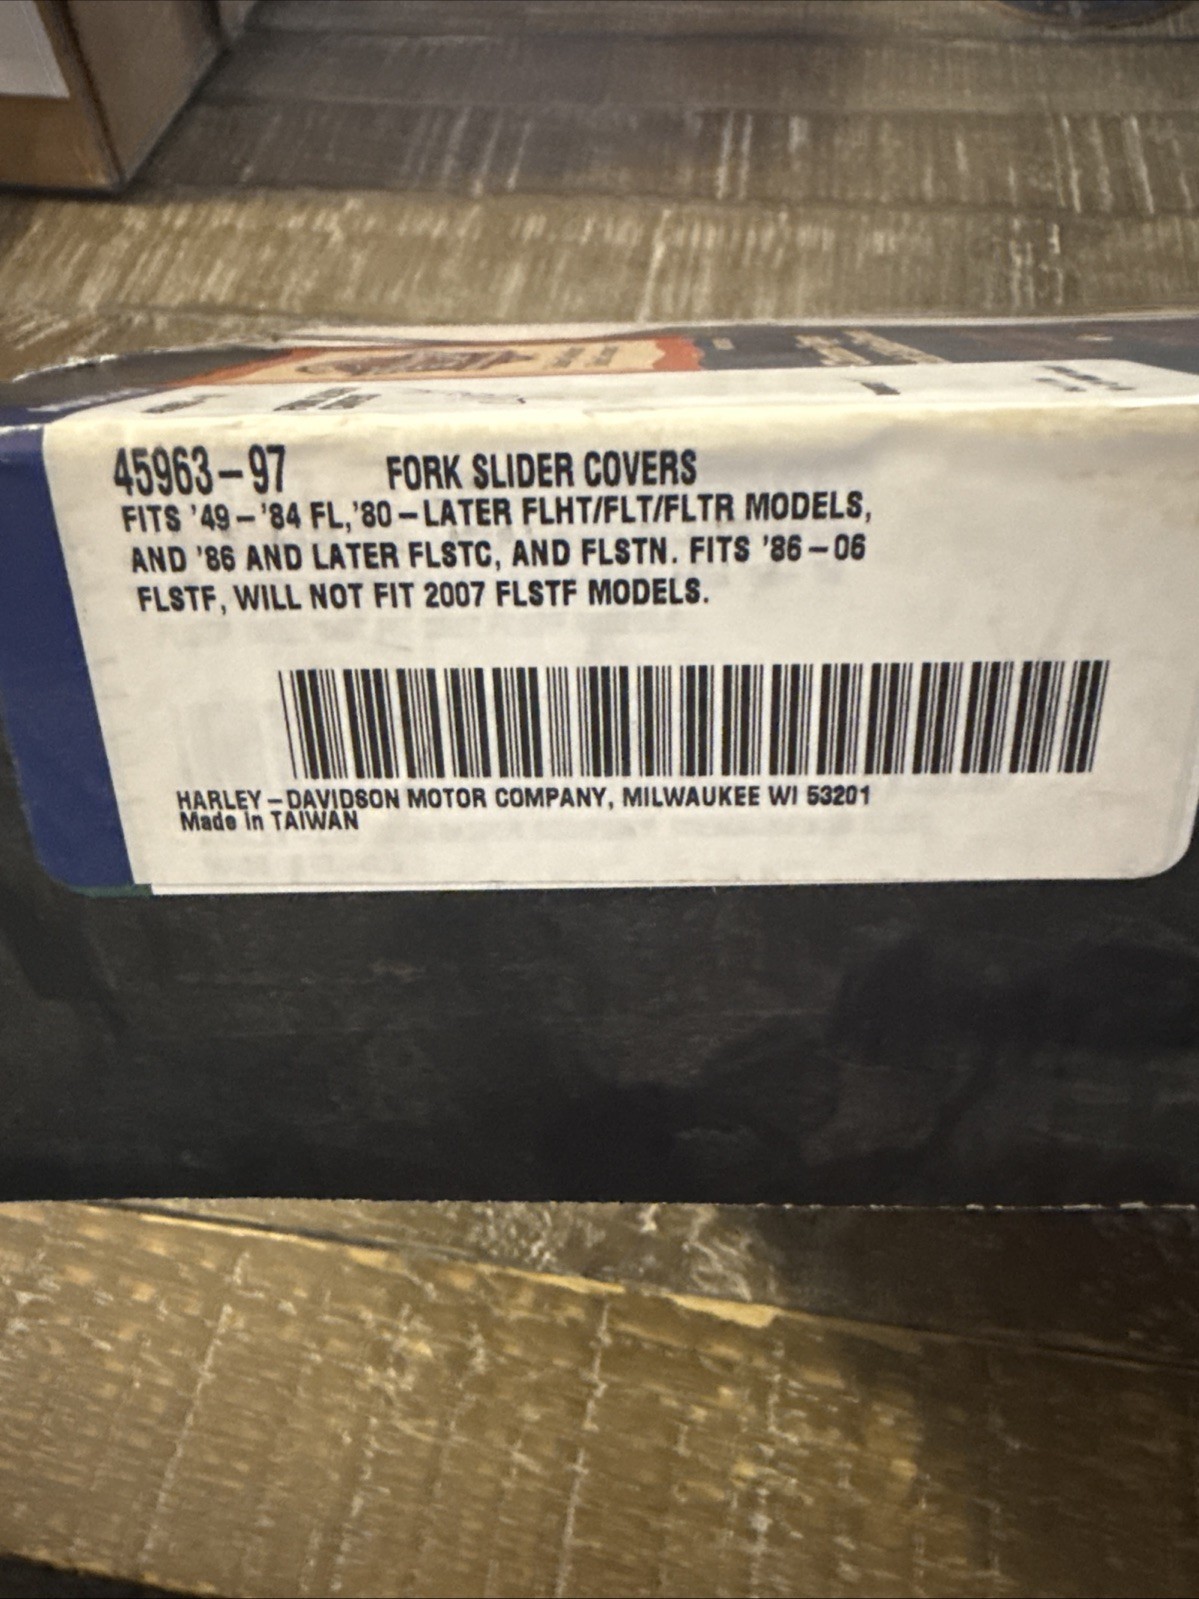 45963-97 FORK SLIDER COVERS
FITS '49-'84 FL,'80-LATER FLHT/FLT/FLTR MODELS,
AND '86 AND LATER FLSTC, AND FLSTN. FITS '86-06
FLSTF, WILL NOT FIT 2007 FLSTF MODELS.
HARLEY-DAVIDSON MOTOR COMPANY, MILWAUKEE WI 53201
Made in TAIWAN